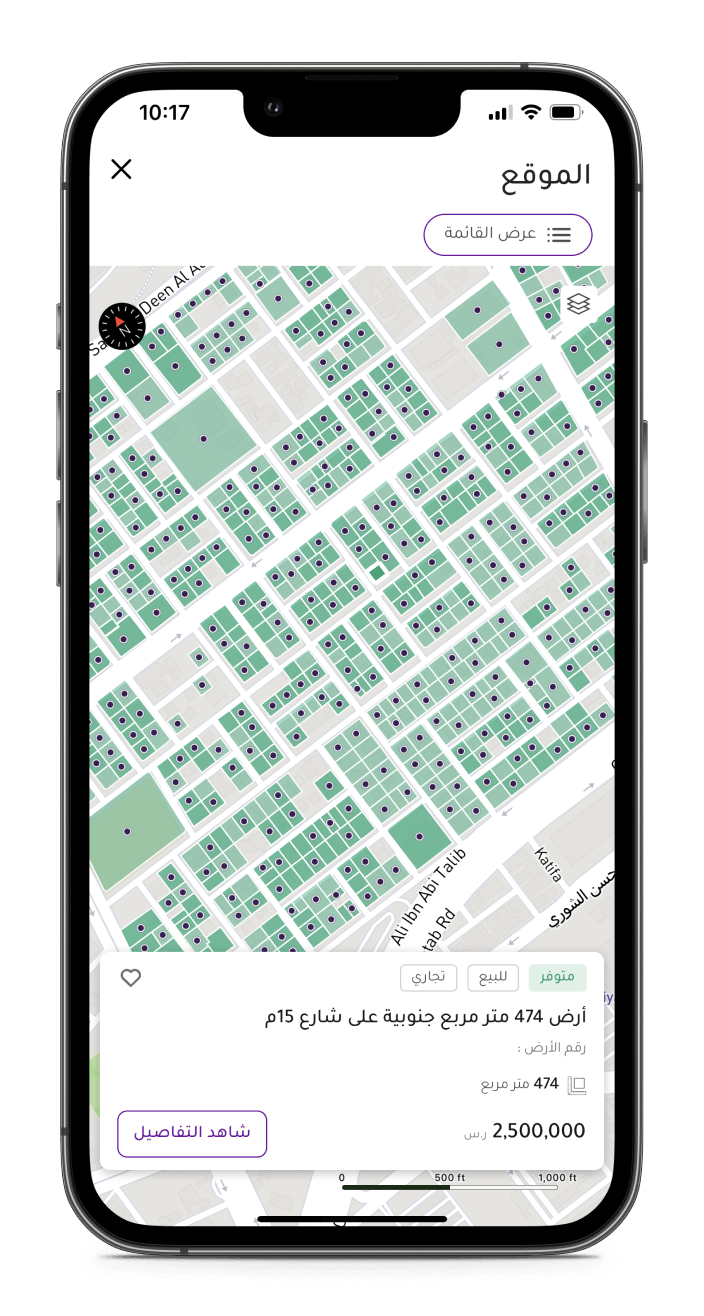 10:17
الموقع
عرض القائمة
Deen Al
N
Ali Ibn Abi Talib
Katifa
حسن الشوري
tab Rd
متوفر
للبيع
تجاري
أرض 474 متر مربع جنوبية على شارع 15م
رقم الأرض :
474 متر مربع
2,500,000 ر.س
شاهد التفاصيل
0
500 ft
1,000 ft